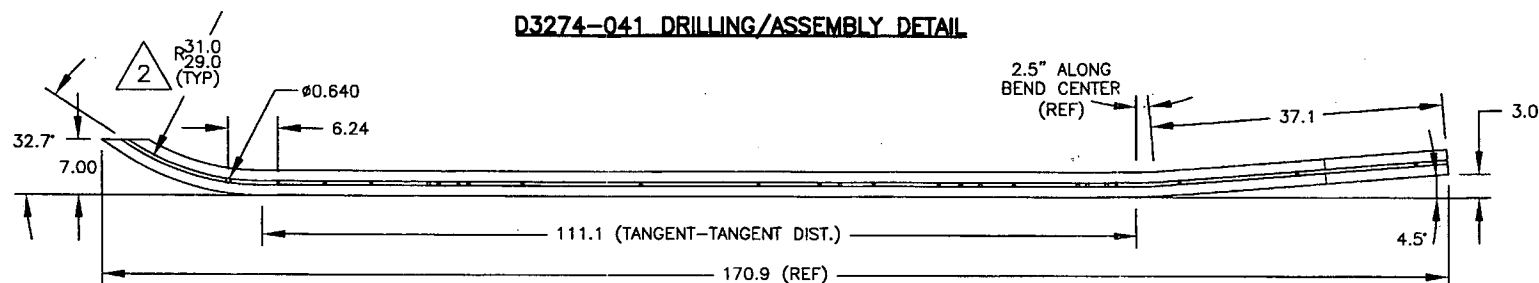 D3274-041 DRILLING/ASSEMBLY DETAIL
2
R31.0
29.0
(TYP)
Ø0.640
6.24
32.7°
7.00
2.5" ALONG
BEND CENTER
(REF)
37.1
3.0
111.1 (TANGENT-TANGENT DIST.)
4.5°
170.9 (REF)